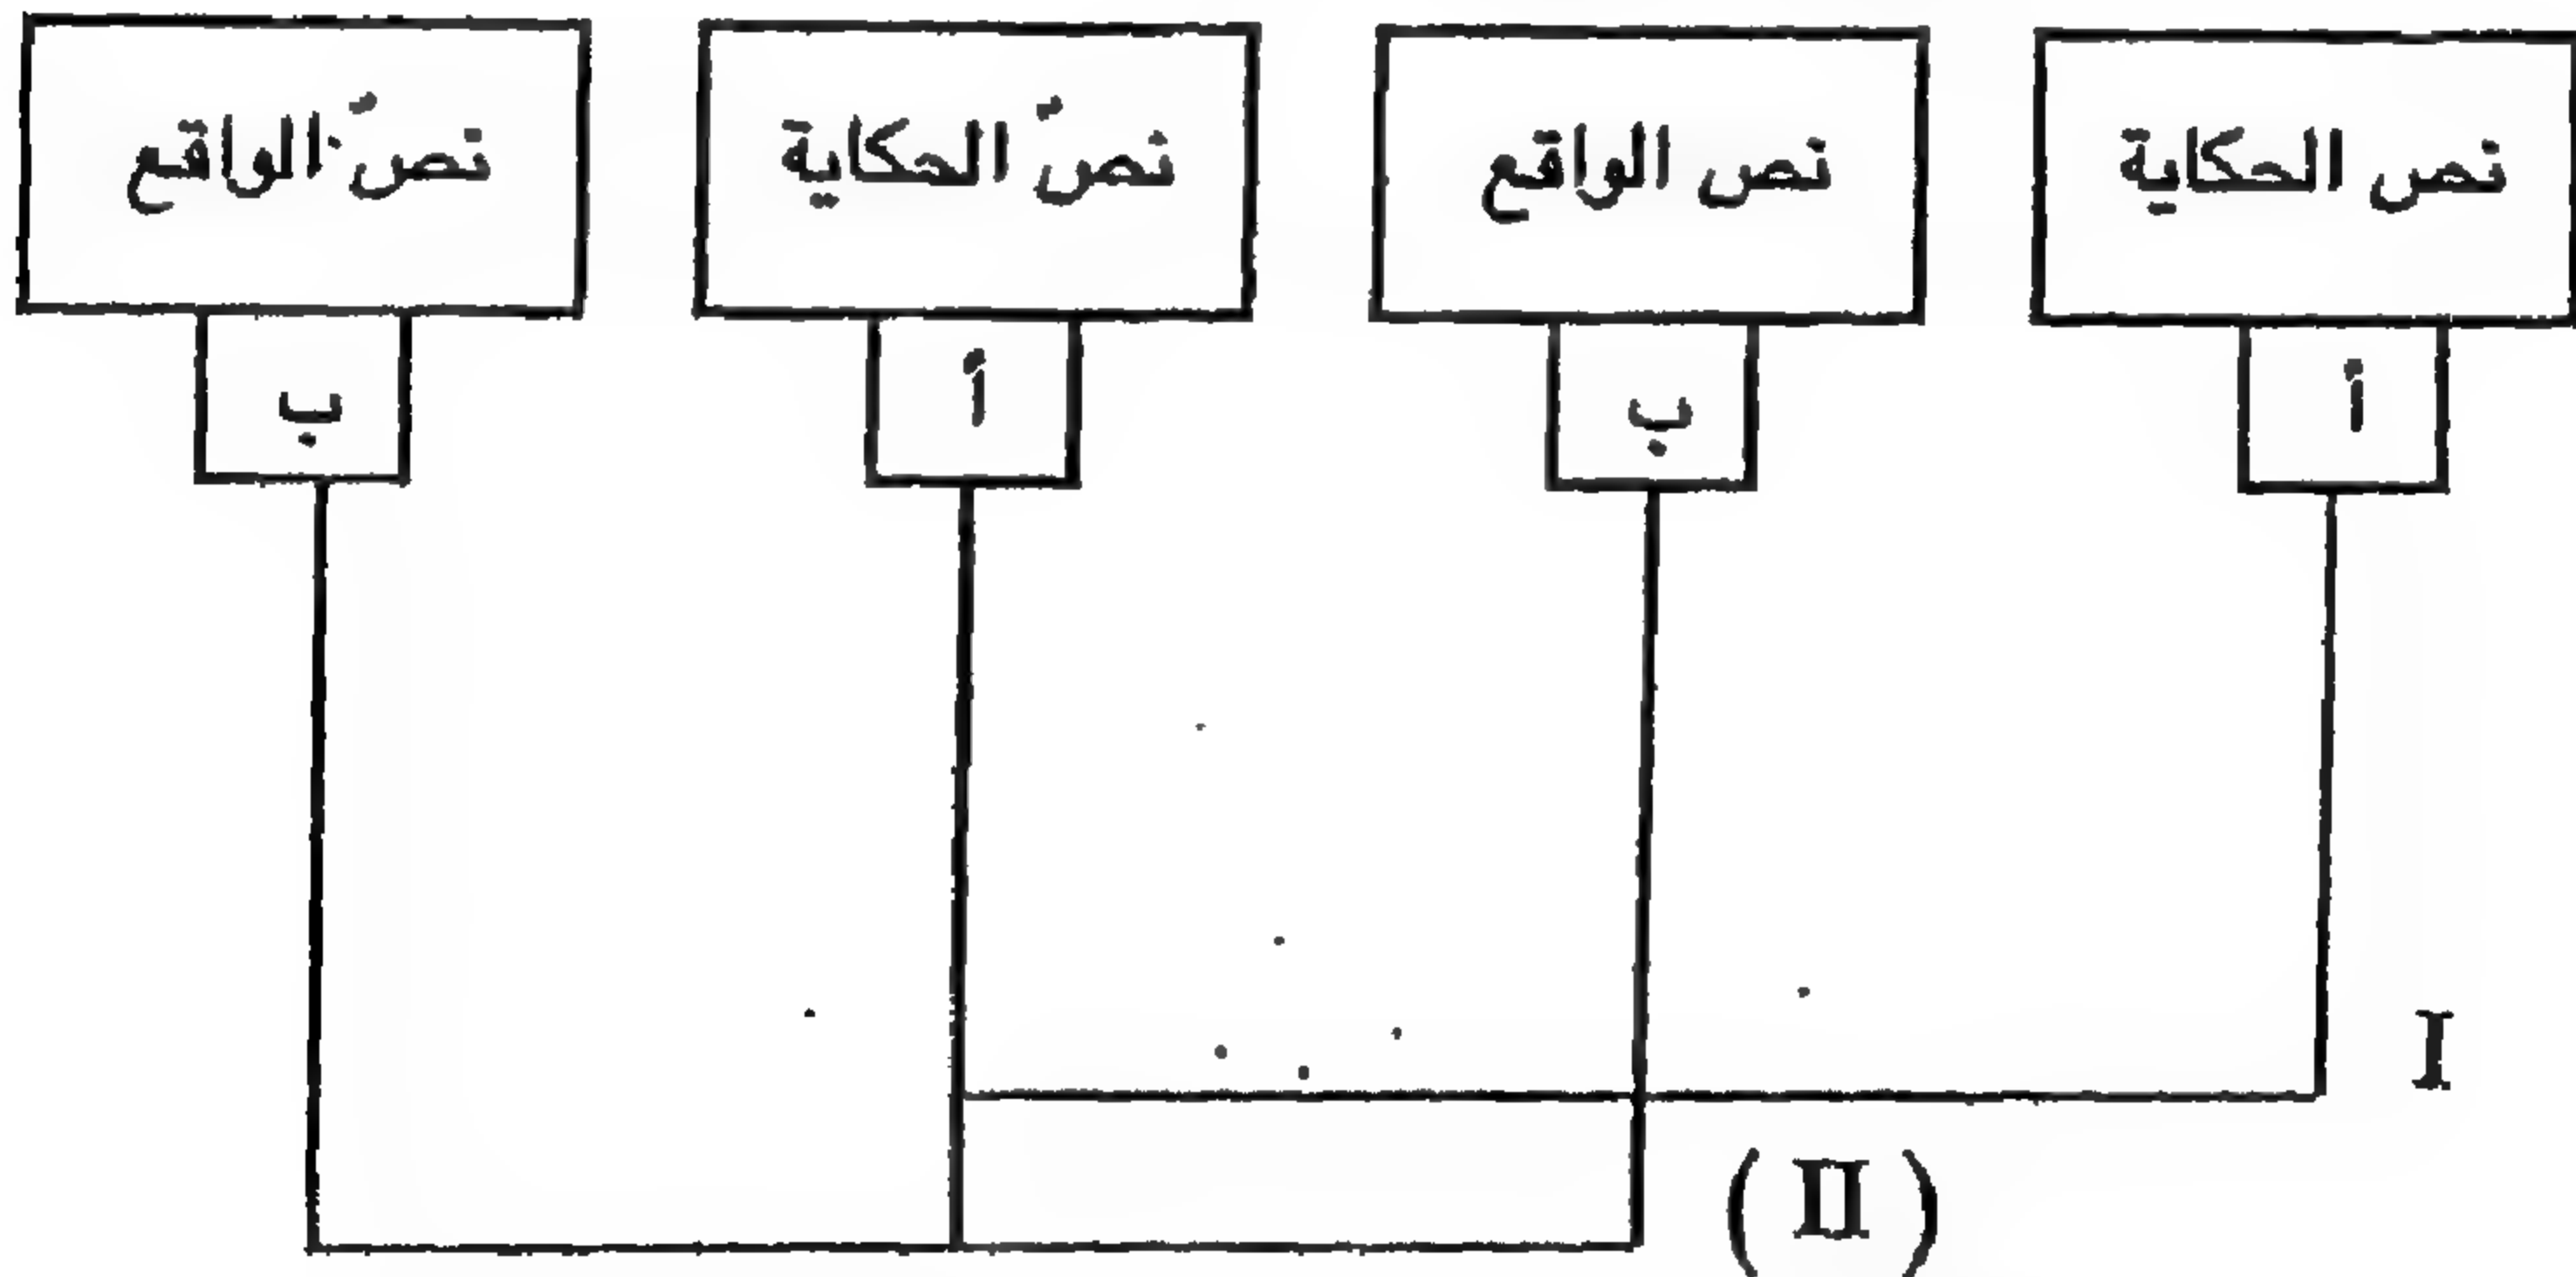 نص الحكاية
نص الواقع
نصّ الحكاية
نصّ الواقع
أ
ب
أ
ب
I
( II )